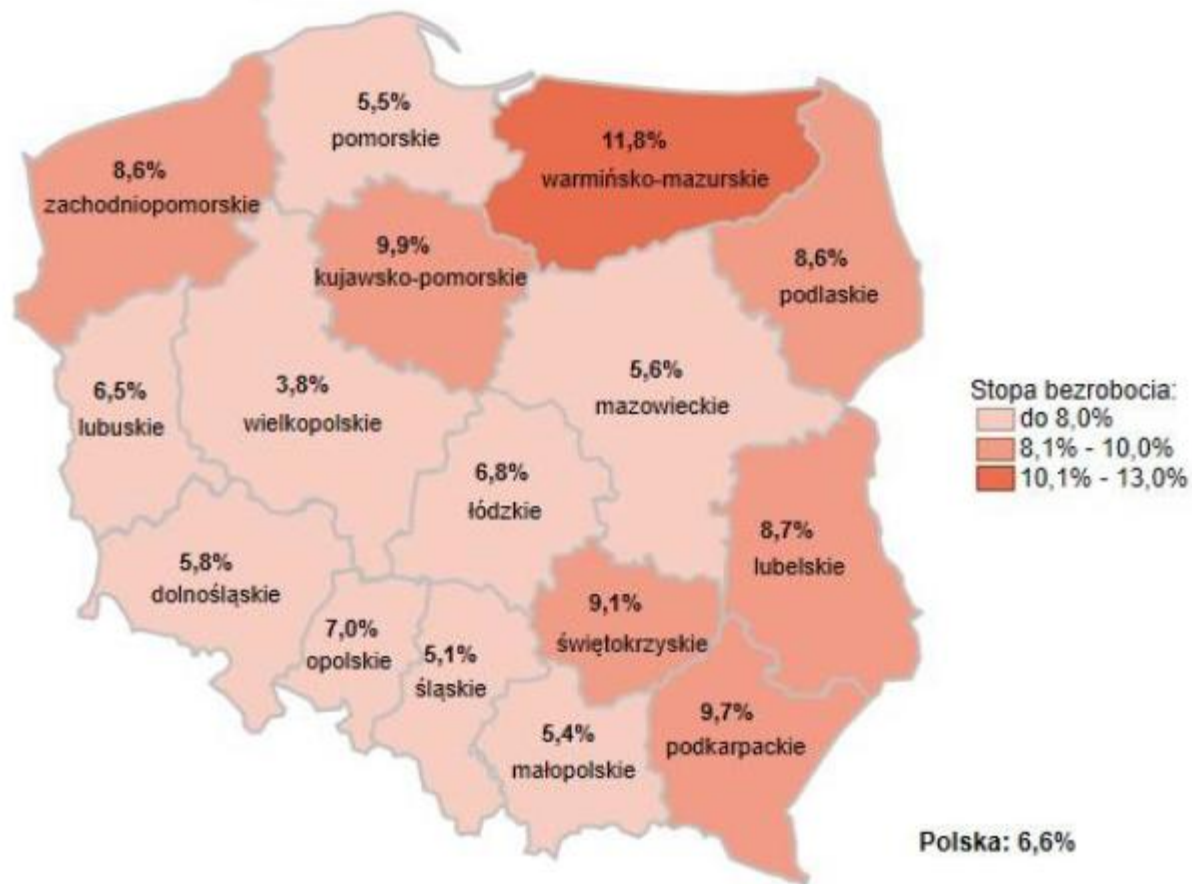 5,5%
pomorskie
11,8%
warmińsko-mazurskie
8,6%
zachodniopomorskie
9,9%
kujawsko-pomorskie
8,6%
podlaskie
6,5%
lubuskie
3,8%
wielkopolskie
5,6%
mazowieckie
Stopa bezrobocia:
do 8,0%
8,1% - 10,0%
10,1% - 13,0%
6,8%
łódzkie
8,7%
lubelskie
5,8%
dolnośląskie
7,0%
opolskie
5,1%
śląskie
9,1%
świętokrzyskie
5,4%
małopolskie
9,7%
podkarpackie
Polska: 6,6%